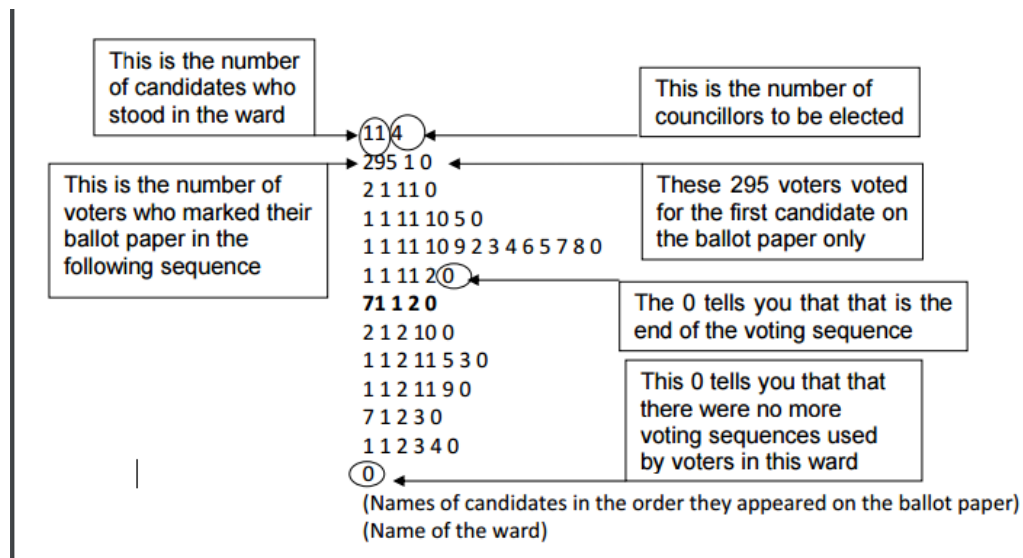 This is the number
of candidates who
stood in the ward
This is the number of
councillors to be elected
11 4
295 1 0
2 1 11 0
1 1 11 10 5 0
1 1 11 10 9 2 3 4 6 5 7 8 0
1 1 11 2 0
71 1 2 0
2 1 2 10 0
1 1 2 11 5 3 0
1 1 2 11 9 0
7 1 2 3 0
1 1 2 3 4 0
0
(Names of candidates in the order they appeared on the ballot paper)
(Name of the ward)
This is the number of
voters who marked their
ballot paper in the
following sequence
These 295 voters voted
for the first candidate on
the ballot paper only
The 0 tells you that that is the
end of the voting sequence
This 0 tells you that that
there were no more
voting sequences used
by voters in this ward